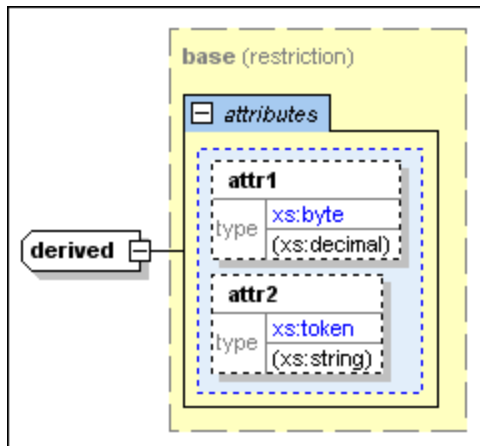 base (restriction)
attributes
attr1
type
xs:byte
(xs:decimal)
derived
attr2
type
xs:token
(xs:string)